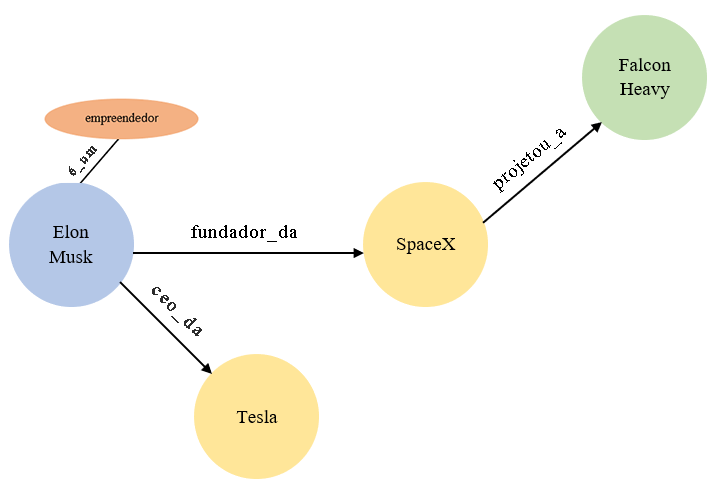 Falcon
Heavy
empreendedor
projetou_a
é_um
Elon
Musk
fundador_da
SpaceX
ceo_da
Tesla